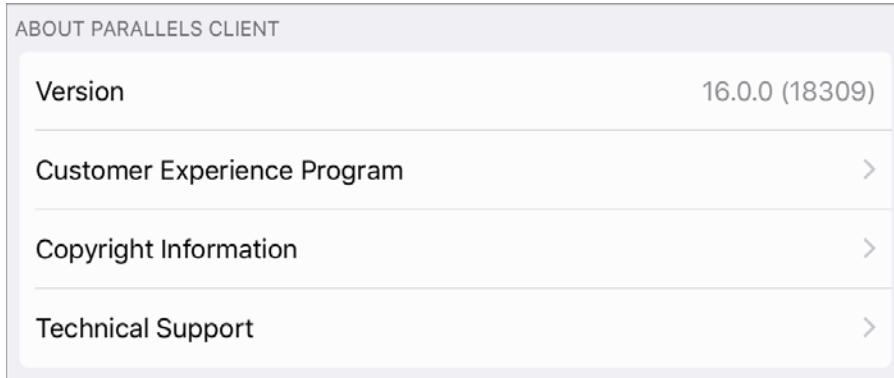 ABOUT PARALLELS CLIENT
Version 16.0.0 (18309)
Customer Experience Program
Copyright Information
Technical Support